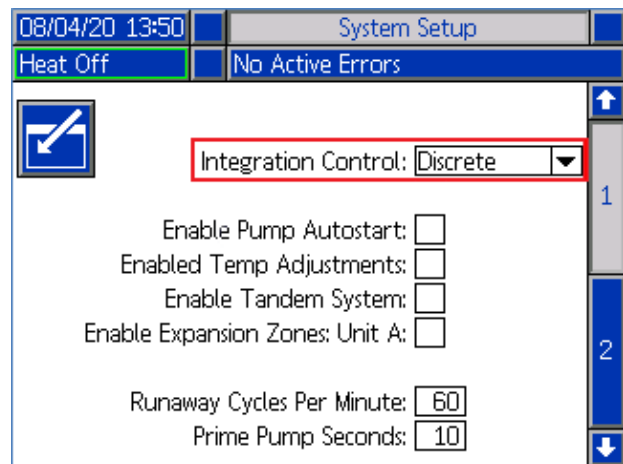 08/04/20 13:50 System Setup
Heat Off No Active Errors
Integration Control: Discrete
1
Enable Pump Autostart:
Enabled Temp Adjustments:
Enable Tandem System:
Enable Expansion Zones: Unit A:
2
Runaway Cycles Per Minute: 60
Prime Pump Seconds: 10